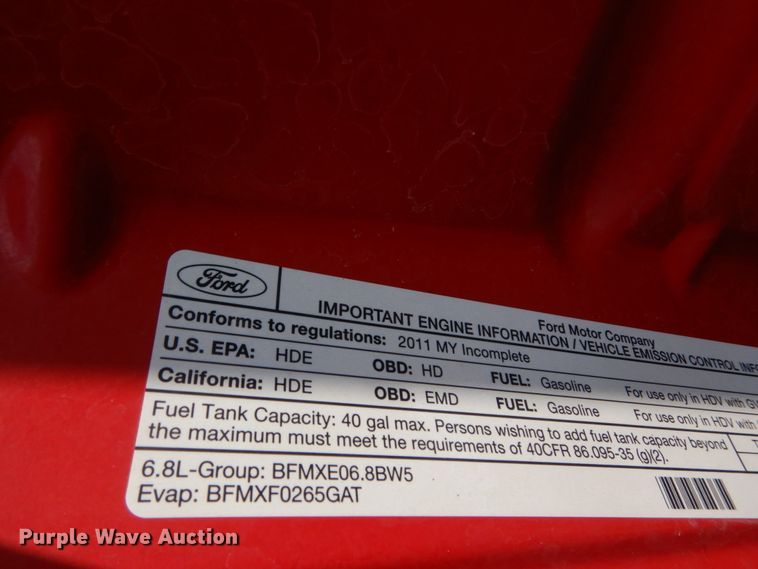 Ford
Ford Motor Company
IMPORTANT ENGINE INFORMATION / VEHICLE EMISSION CONTROL
Conforms to regulations: 2011 MY Incomplete
U.S. EPA: HDE OBD: HD FUEL: Gasoline For use only in HDV with
California: HDE OBD: EMD FUEL: Gasoline For use only in HDV with
Fuel Tank Capacity: 40 gal max. Persons wishing to add fuel tank capacity beyond
the maximum must meet the requirements of 40CFR 86.095-35 (g)(2).
6.8L-Group: BFMXE06.8BW5
Evap: BFMXF0265GAT
Purple Wave Auction